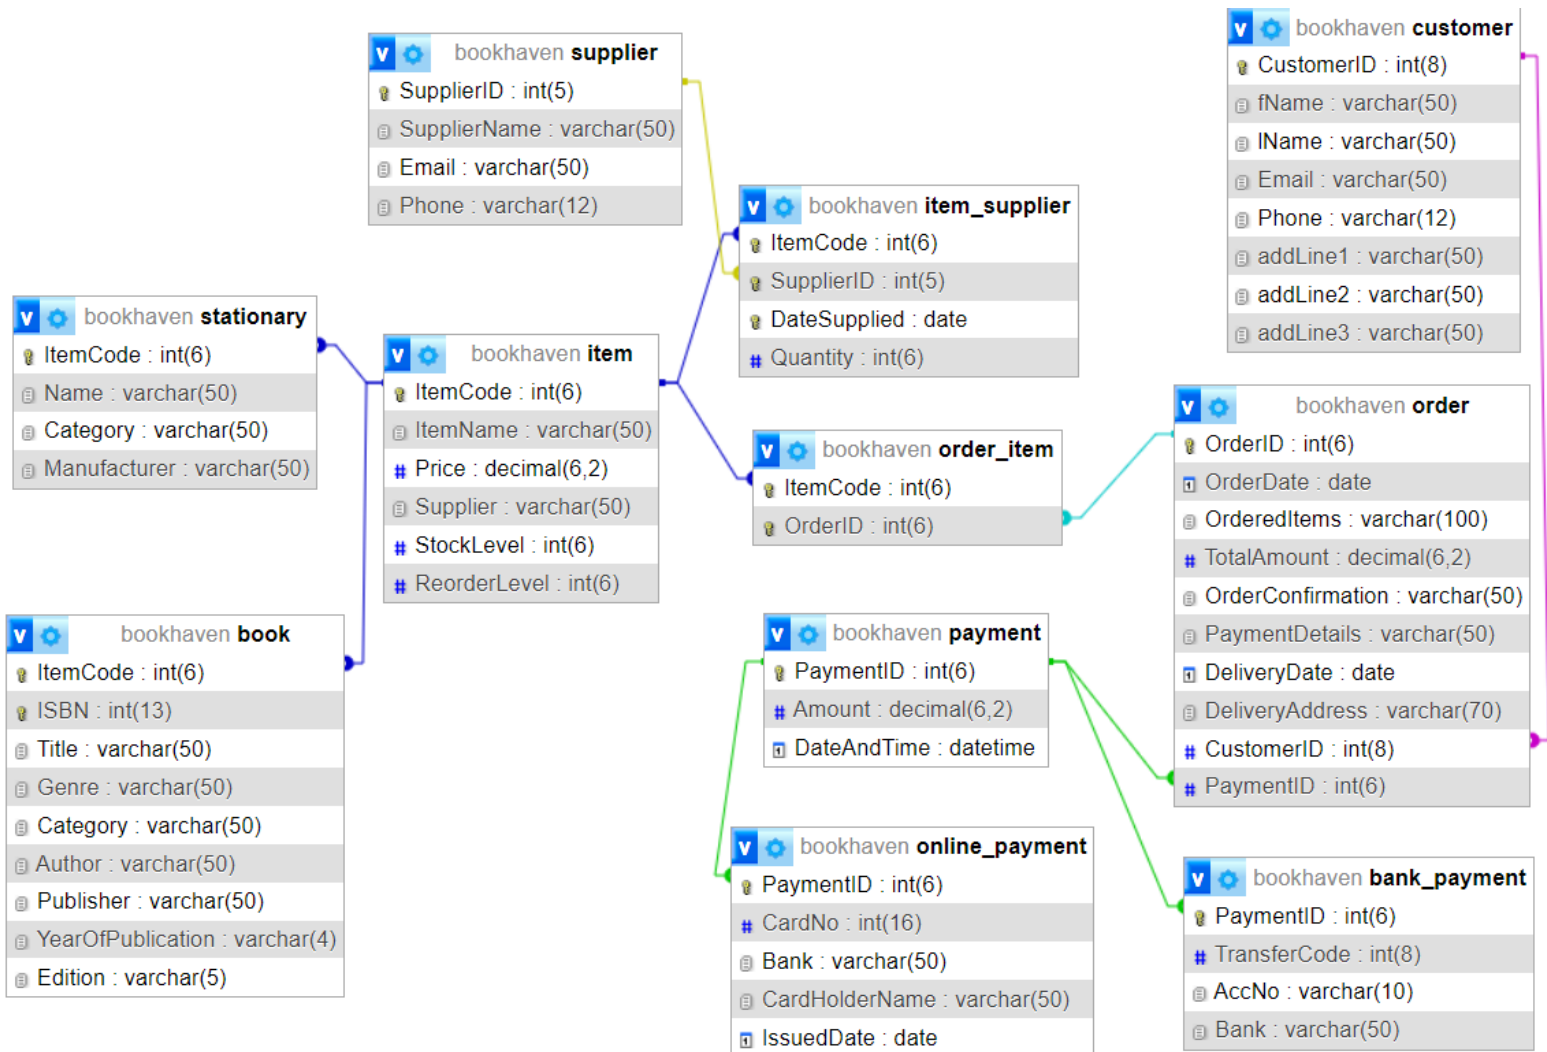 bookhaven supplier
SupplierID : int(5)
SupplierName : varchar(50)
Email : varchar(50)
Phone : varchar(12)
bookhaven customer
CustomerID : int(8)
fName : varchar(50)
lName : varchar(50)
Email : varchar(50)
Phone : varchar(12)
addLine1 : varchar(50)
addLine2 : varchar(50)
addLine3 : varchar(50)
bookhaven item_supplier
ItemCode : int(6)
SupplierID : int(5)
DateSupplied : date
Quantity : int(6)
bookhaven stationary
ItemCode : int(6)
Name : varchar(50)
Category : varchar(50)
Manufacturer : varchar(50)
bookhaven item
ItemCode : int(6)
ItemName : varchar(50)
Price : decimal(6,2)
Supplier : varchar(50)
StockLevel : int(6)
ReorderLevel : int(6)
bookhaven order_item
ItemCode : int(6)
OrderID : int(6)
bookhaven order
OrderID : int(6)
OrderDate : date
OrderedItems : varchar(100)
TotalAmount : decimal(6,2)
OrderConfirmation : varchar(50)
PaymentDetails : varchar(50)
DeliveryDate : date
DeliveryAddress : varchar(70)
CustomerID : int(8)
PaymentID : int(6)
bookhaven book
ItemCode : int(6)
ISBN : int(13)
Title : varchar(50)
Genre : varchar(50)
Category : varchar(50)
Author : varchar(50)
Publisher : varchar(50)
YearOfPublication : varchar(4)
Edition : varchar(5)
bookhaven payment
PaymentID : int(6)
Amount : decimal(6,2)
DateAndTime : datetime
bookhaven online_payment
PaymentID : int(6)
CardNo : int(16)
Bank : varchar(50)
CardHolderName : varchar(50)
IssuedDate : date
bookhaven bank_payment
PaymentID : int(6)
TransferCode : int(8)
AccNo : varchar(10)
Bank : varchar(50)